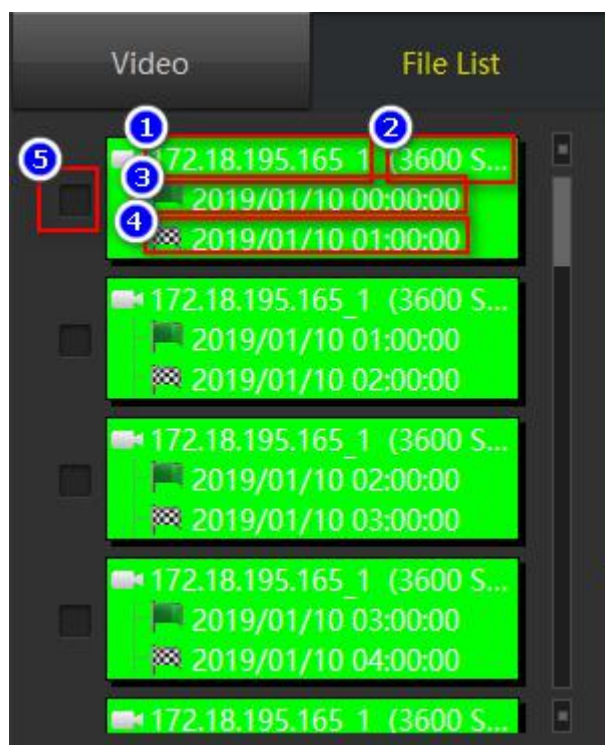 Video
File List
1
2
5
172.18.195.165_1 (3600 S...
3
2019/01/10 00:00:00
4
2019/01/10 01:00:00
172.18.195.165_1 (3600 S...
2019/01/10 01:00:00
2019/01/10 02:00:00
172.18.195.165_1 (3600 S...
2019/01/10 02:00:00
2019/01/10 03:00:00
172.18.195.165_1 (3600 S...
2019/01/10 03:00:00
2019/01/10 04:00:00
172.18.195.165_1 (3600 S...